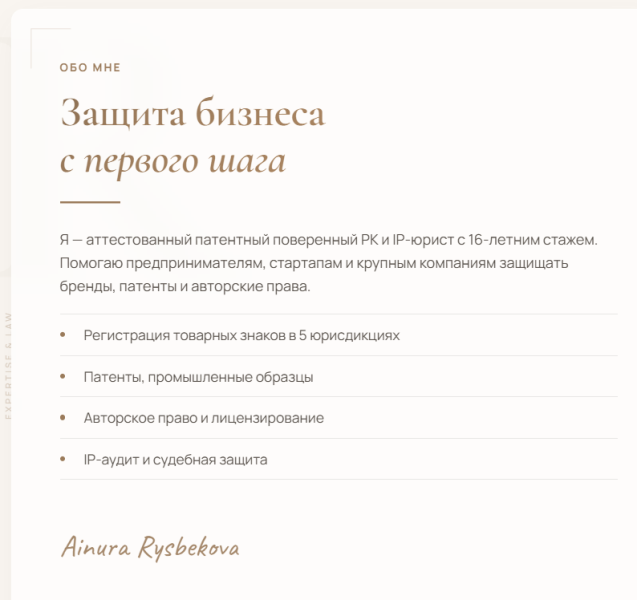 ОБО МНЕ
Защита бизнеса
с первого шага
Я — аттестованный патентный поверенный РК и IP-юрист с 16-летним стажем.
Помогаю предпринимателям, стартапам и крупным компаниям защищать
бренды, патенты и авторские права.
• Регистрация товарных знаков в 5 юрисдикциях
• Патенты, промышленные образцы
• Авторское право и лицензирование
• IP-аудит и судебная защита
Ainura Rysbekova
EXPERTISE & LAW